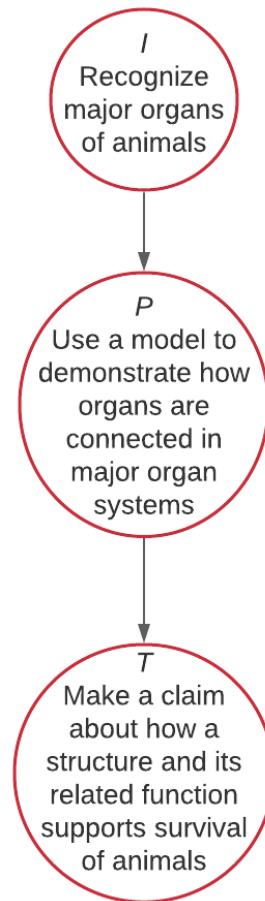 I
Recognize
major organs
of animals
P
Use a model to
demonstrate how
organs are
connected in
major organ
systems
T
Make a claim
about how a
structure and its
related function
supports survival
of animals